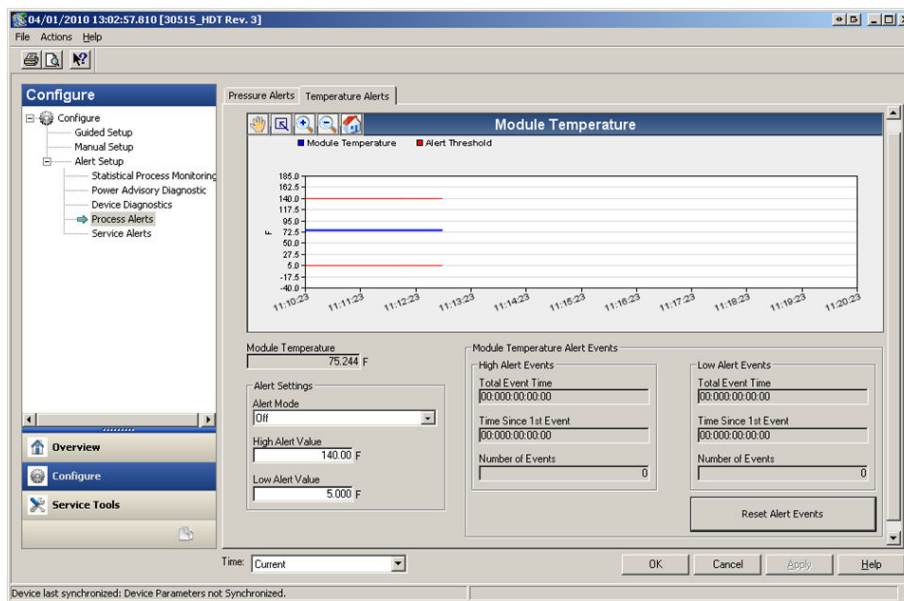 04/01/2010 13:02:57.810 [3051S_HDT Rev. 3]
File Actions Help
Configure
Configure
Guided Setup
Manual Setup
Alert Setup
Statistical Process Monitoring
Power Advisory Diagnostic
Device Diagnostics
Process Alerts
Service Alerts
Overview
Configure
Service Tools
Pressure Alerts Temperature Alerts
Module Temperature
Module Temperature Alert Threshold
185.0
162.5
140.0
117.5
95.0
72.5
50.0
27.5
5.0
-17.5
-40.0
F
11:10:23 11:11:23 11:12:23 11:13:23 11:14:23 11:15:23 11:16:23 11:17:23 11:18:23 11:19:23 11:20:23
Module Temperature
75.244 F
Alert Settings
Alert Mode
Off
High Alert Value
140.00 F
Low Alert Value
5.000 F
Module Temperature Alert Events
High Alert Events
Total Event Time
00:000:00:00:00
Time Since 1st Event
00:000:00:00:00
Number of Events
0
Low Alert Events
Total Event Time
00:000:00:00:00
Time Since 1st Event
00:000:00:00:00
Number of Events
0
Reset Alert Events
Time: Current
OK Cancel Apply Help
Device last synchronized: Device Parameters not Synchronized.